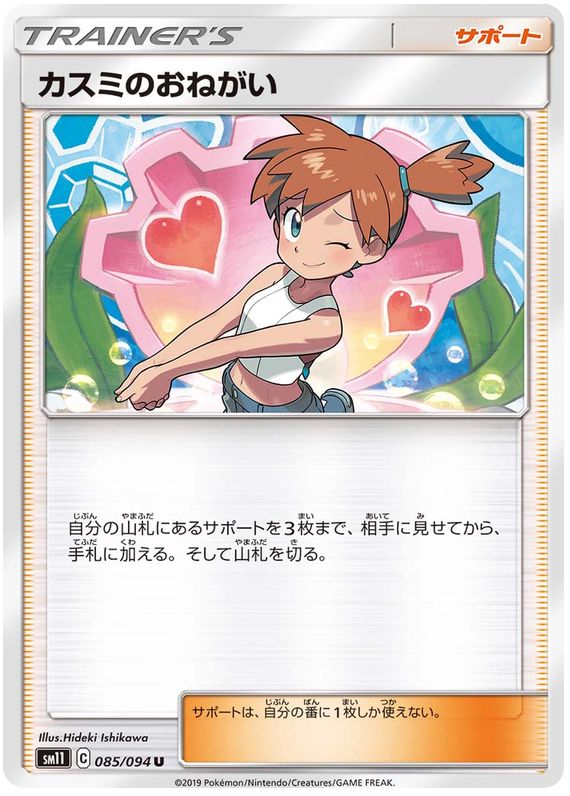 TRAINER'S サポート
カスミのおねがい
自分の山札にあるサポートを3枚まで、相手に見せてから、
手札に加える。そして山札を切る。
サポートは、自分の番に1枚しか使えない。
Illus.Hideki Ishikawa
SM11 C 085/094 U
©2019 Pokémon/Nintendo/Creatures/GAME FREAK.